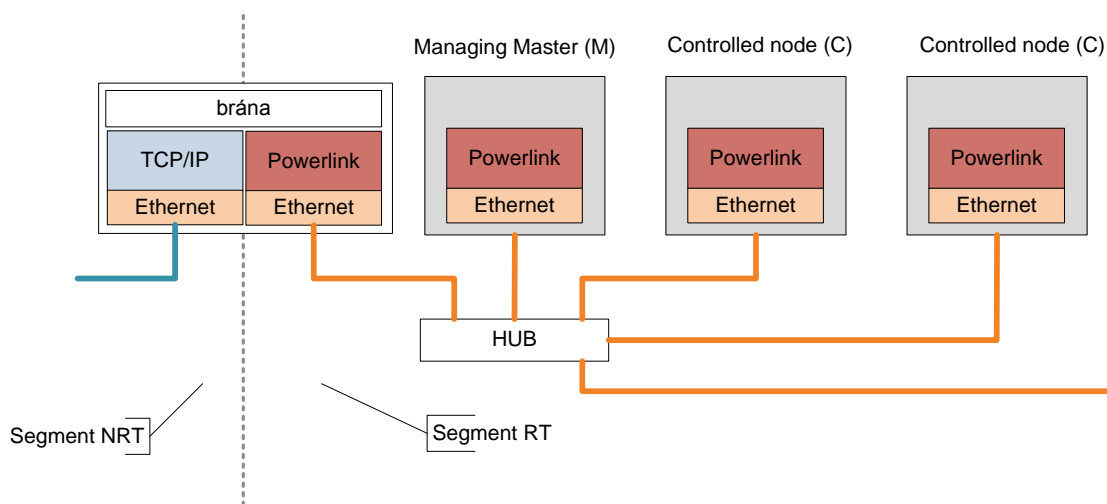 Managing Master (M)
Controlled node (C)
Controlled node (C)
brána
TCP/IP
Powerlink
Ethernet
Ethernet
Powerlink
Ethernet
Powerlink
Ethernet
Powerlink
Ethernet
HUB
Segment NRT
Segment RT